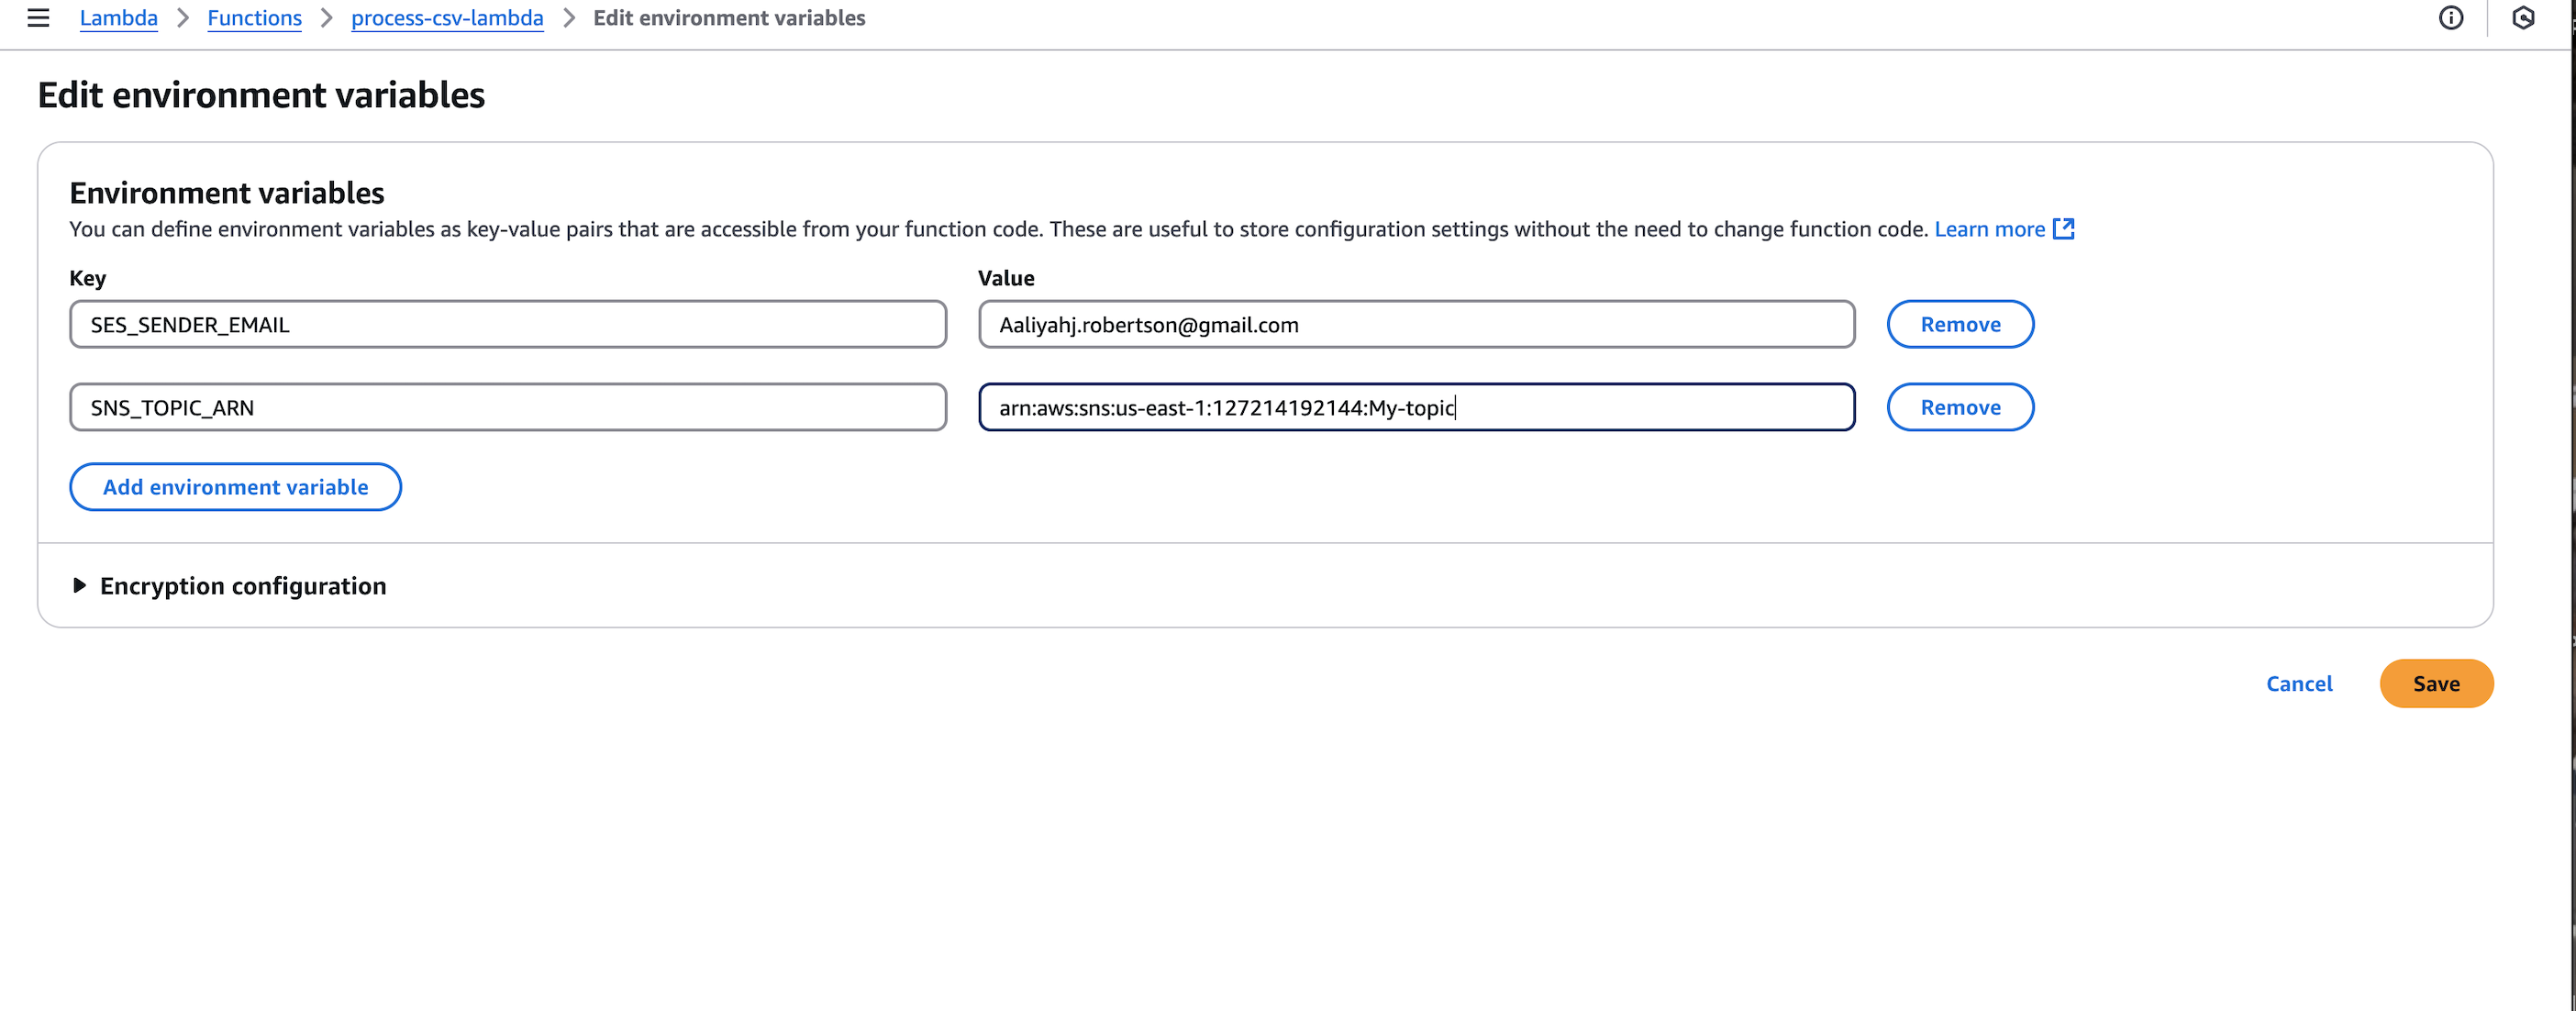 Lambda > Functions > process-csv-lambda > Edit environment variables
Edit environment variables
Environment variables
You can define environment variables as key-value pairs that are accessible from your function code. These are useful to store configuration settings without the need to change function code. Learn more
Key Value
SES_SENDER_EMAIL Aaliyahj.robertson@gmail.com Remove
SNS_TOPIC_ARN arn:aws:sns:us-east-1:127214192144:My-topic Remove
Add environment variable
Encryption configuration
Cancel Save